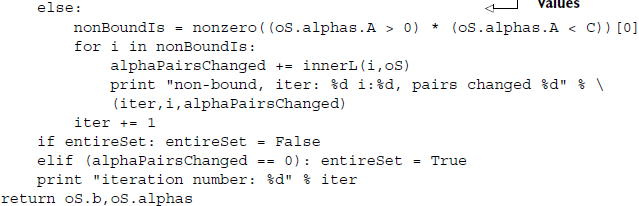 else:
values
nonBoundIs = nonzero((oS.alphas.A > 0) * (oS.alphas.A < C))[0]
for i in nonBoundIs:
alphaPairsChanged += innerL(i,oS)
print "non-bound, iter: %d i:%d, pairs changed %d" % \
(iter,i,alphaPairsChanged)
iter += 1
if entireSet: entireSet = False
elif (alphaPairsChanged == 0): entireSet = True
print "iteration number: %d" % iter
return oS.b,oS.alphas